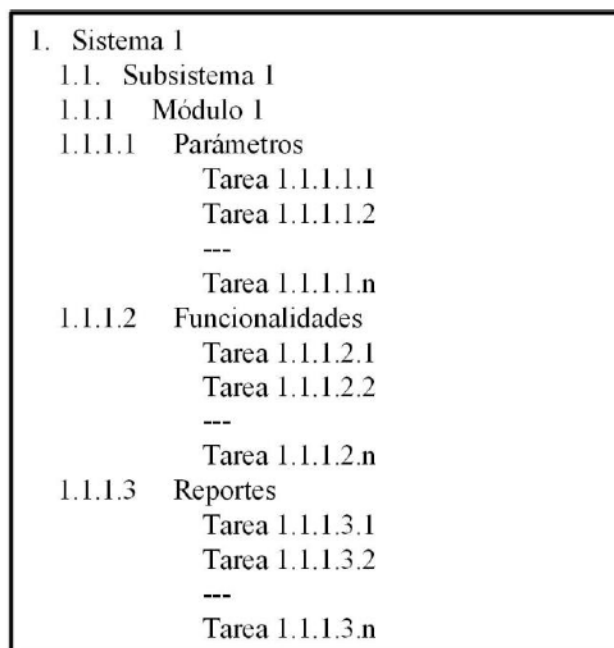 1. Sistema 1
1.1. Subsistema 1
1.1.1 Módulo 1
1.1.1.1 Parámetros
Tarea 1.1.1.1.1
Tarea 1.1.1.1.2
---
Tarea 1.1.1.1.n
1.1.1.2 Funcionalidades
Tarea 1.1.1.2.1
Tarea 1.1.1.2.2
---
Tarea 1.1.1.2.n
1.1.1.3 Reportes
Tarea 1.1.1.3.1
Tarea 1.1.1.3.2
---
Tarea 1.1.1.3.n